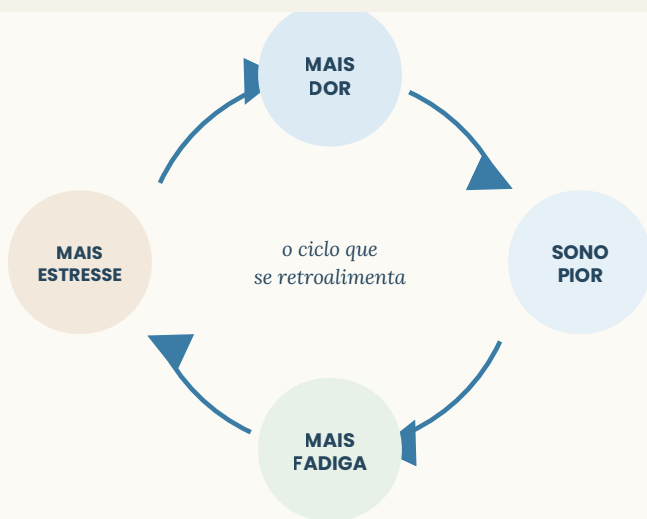 MAIS
DOR
MAIS
ESTRESSE
o ciclo que
se retroalimenta
SONO
PIOR
MAIS
FADIGA